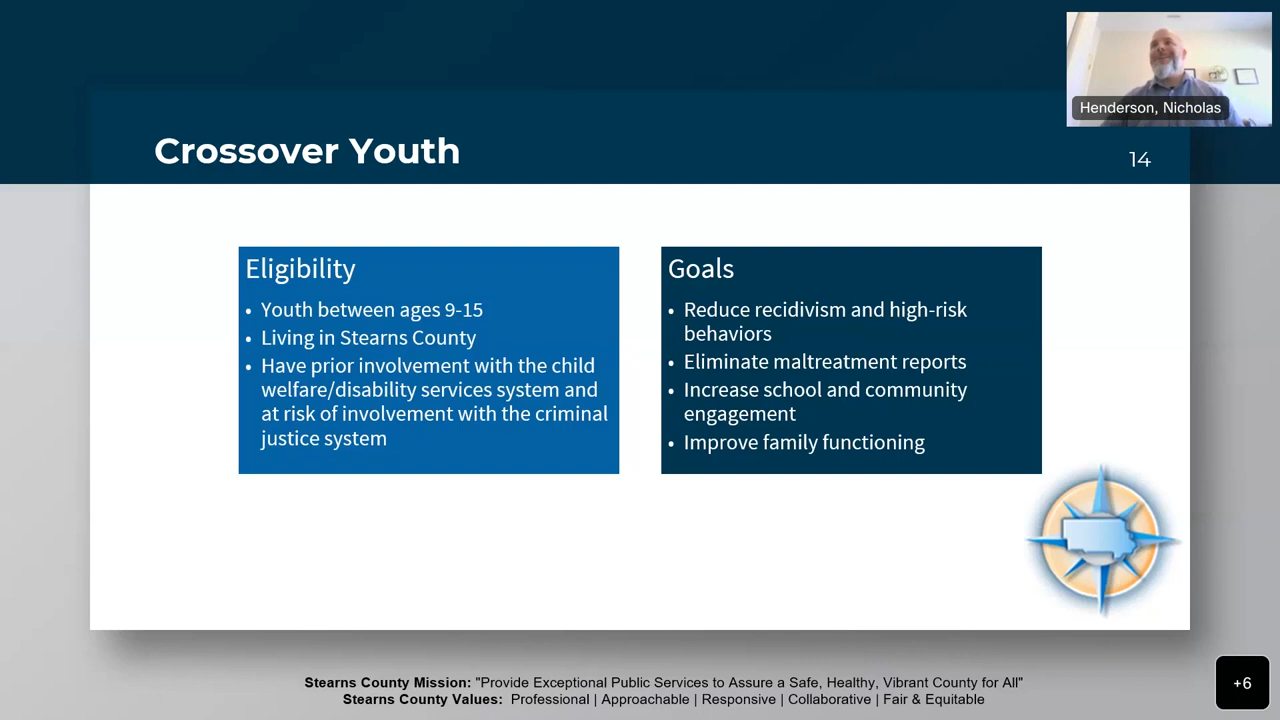 Henderson, Nicholas
Crossover Youth
14
Eligibility
• Youth between ages 9-15
• Living in Stearns County
• Have prior involvement with the child
welfare/disability services system and
at risk of involvement with the criminal
justice system
Goals
• Reduce recidivism and high-risk
behaviors
• Eliminate maltreatment reports
• Increase school and community
engagement
• Improve family functioning
Stearns County Mission: "Provide Exceptional Public Services to Assure a Safe, Healthy, Vibrant County for All"
Stearns County Values: Professional | Approachable | Responsive | Collaborative | Fair & Equitable
+6